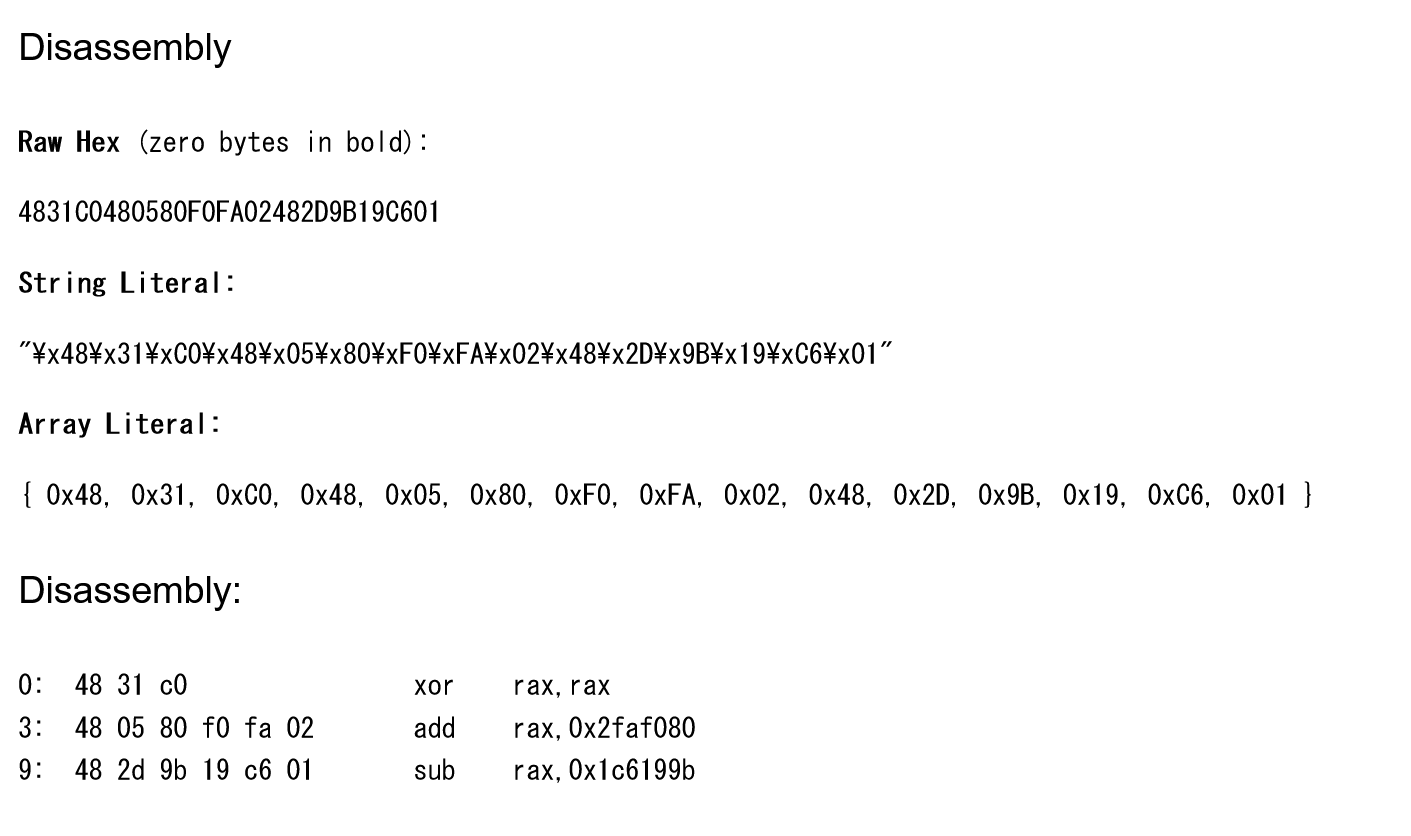 Disassembly
Raw Hex (zero bytes in bold):
4831C0480580F0FA02482D9B19C601
String Literal:
"¥x48¥x31¥xC0¥x48¥x05¥x80¥xF0¥xFA¥x02¥x48¥x2D¥x9B¥x19¥xC6¥x01"
Array Literal:
{ 0x48, 0x31, 0xC0, 0x48, 0x05, 0x80, 0xF0, 0xFA, 0x02, 0x48, 0x2D, 0x9B, 0x19, 0xC6, 0x01 }
Disassembly:
0: 48 31 c0 xor rax,rax
3: 48 05 80 f0 fa 02 add rax,0x2faf080
9: 48 2d 9b 19 c6 01 sub rax,0x1c6199b